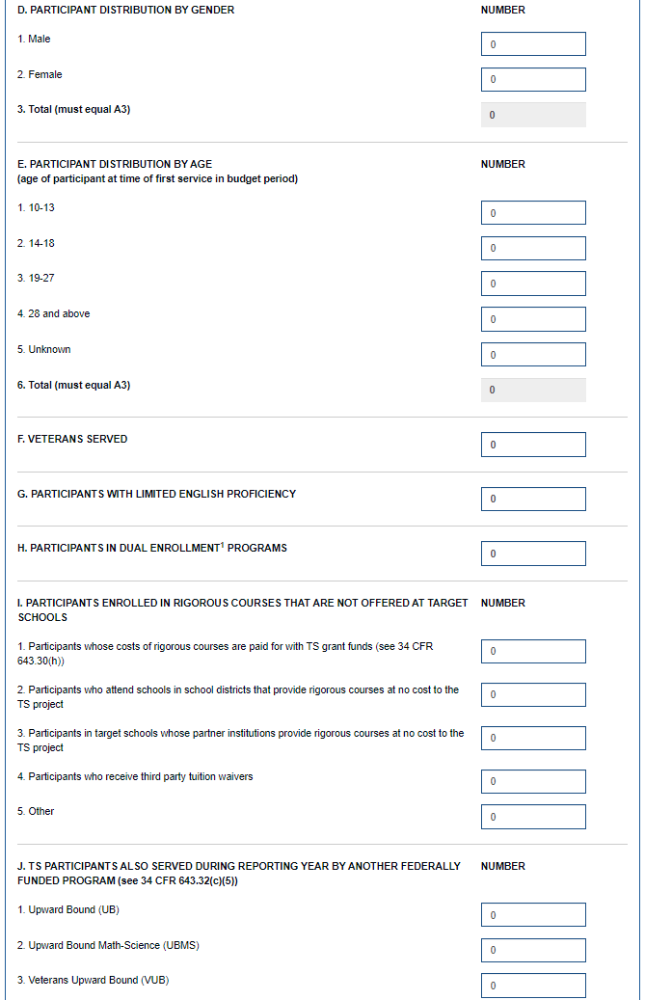 D. PARTICIPANT DISTRIBUTION BY GENDER NUMBER
1. Male 0
2. Female 0
3. Total (must equal A3) 0
E. PARTICIPANT DISTRIBUTION BY AGE NUMBER
(age of participant at time of first service in budget period)
1. 10-13 0
2. 14-18 0
3. 19-27 0
4. 28 and above 0
5. Unknown 0
6. Total (must equal A3) 0
F. VETERANS SERVED 0
G. PARTICIPANTS WITH LIMITED ENGLISH PROFICIENCY 0
H. PARTICIPANTS IN DUAL ENROLLMENT¹ PROGRAMS 0
I. PARTICIPANTS ENROLLED IN RIGOROUS COURSES THAT ARE NOT OFFERED AT TARGET NUMBER
SCHOOLS
1. Participants whose costs of rigorous courses are paid for with TS grant funds (see 34 CFR 0
643.30(h))
2. Participants who attend schools in school districts that provide rigorous courses at no cost to the 0
TS project
3. Participants in target schools whose partner institutions provide rigorous courses at no cost to the 0
TS project
4. Participants who receive third party tuition waivers 0
5. Other 0
J. TS PARTICIPANTS ALSO SERVED DURING REPORTING YEAR BY ANOTHER FEDERALLY NUMBER
FUNDED PROGRAM (see 34 CFR 643.32(c)(5))
1. Upward Bound (UB) 0
2. Upward Bound Math-Science (UBMS) 0
3. Veterans Upward Bound (VUB) 0